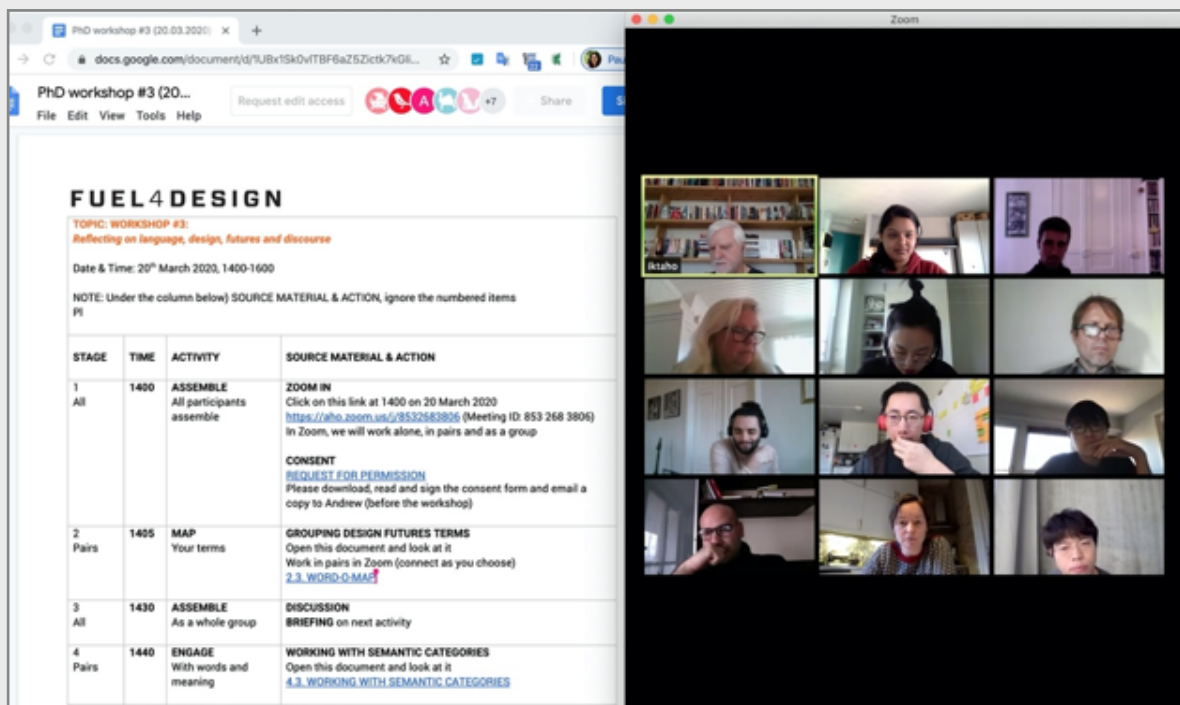 PhD workshop #3 (20.03.2020)
Zoom
docs.google.com/document/d/
Pau
PhD workshop #3 (20...
Request edit access
A
+7
Share
File Edit View Tools Help
FUEL4DESIGN
TOPIC: WORKSHOP #3:
Reflecting on language, design, futures and discourse
Date & Time: 20th March 2020, 1400-1600
NOTE: Under the column below) SOURCE MATERIAL & ACTION, ignore the numbered items
PI
STAGE TIME ACTIVITY SOURCE MATERIAL & ACTION
1 1400 ASSEMBLE ZOOM IN
All All participants Click on this link at 1400 on 20 March 2020
assemble https://aho.zoom.us/j/8532683806 (Meeting ID: 853 268 3806)
In Zoom, we will work alone, in pairs and as a group
CONSENT
REQUEST FOR PERMISSION
Please download, read and sign the consent form and email a
copy to Andrew (before the workshop)
2 1405 MAP GROUPING DESIGN FUTURES TERMS
Pairs Your terms Open this document and look at it
Work in pairs in Zoom (connect as you choose)
2.3. WORD-O-MAP
3 1430 ASSEMBLE DISCUSSION
All As a whole group BRIEFING on next activity
4 1440 ENGAGE WORKING WITH SEMANTIC CATEGORIES
Pairs With words and Open this document and look at it
meaning 4.3. WORKING WITH SEMANTIC CATEGORIES
iktaho